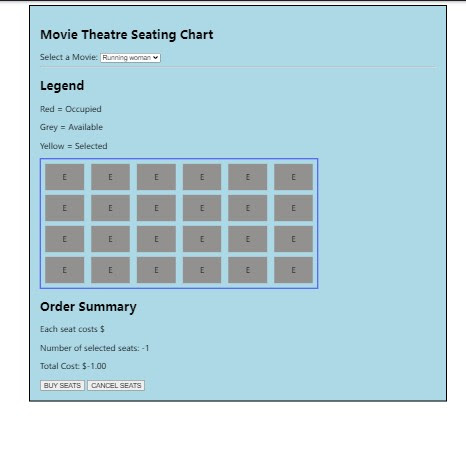 Movie Theatre Seating Chart
Select a Movie: Running woman
Legend
Red = Occupied
Grey = Available
Yellow = Selected
E E E E E E
E E E E E E
E E E E E E
E E E E E E
Order Summary
Each seat costs $
Number of selected seats: -1
Total Cost: $-1.00
BUY SEATS CANCEL SEATS